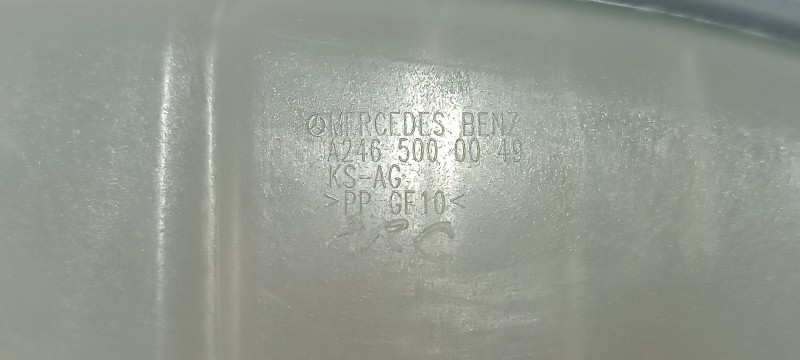 MERCEDES BENZ
A246 500 00 49
KS-AG
>PP GF10<